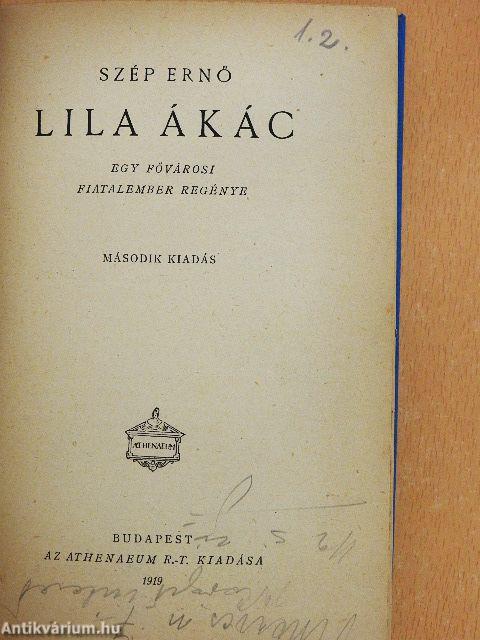 1.2.
SZÉP ERNŐ
LILA ÁKÁC
EGY FŐVÁROSI
FIATALEMBER REGÉNYE
MÁSODIK KIADÁS
ATHENAEUM
BUDAPEST
AZ ATHENAEUM R.-T. KIADÁSA
1919
Antikvárium.hu